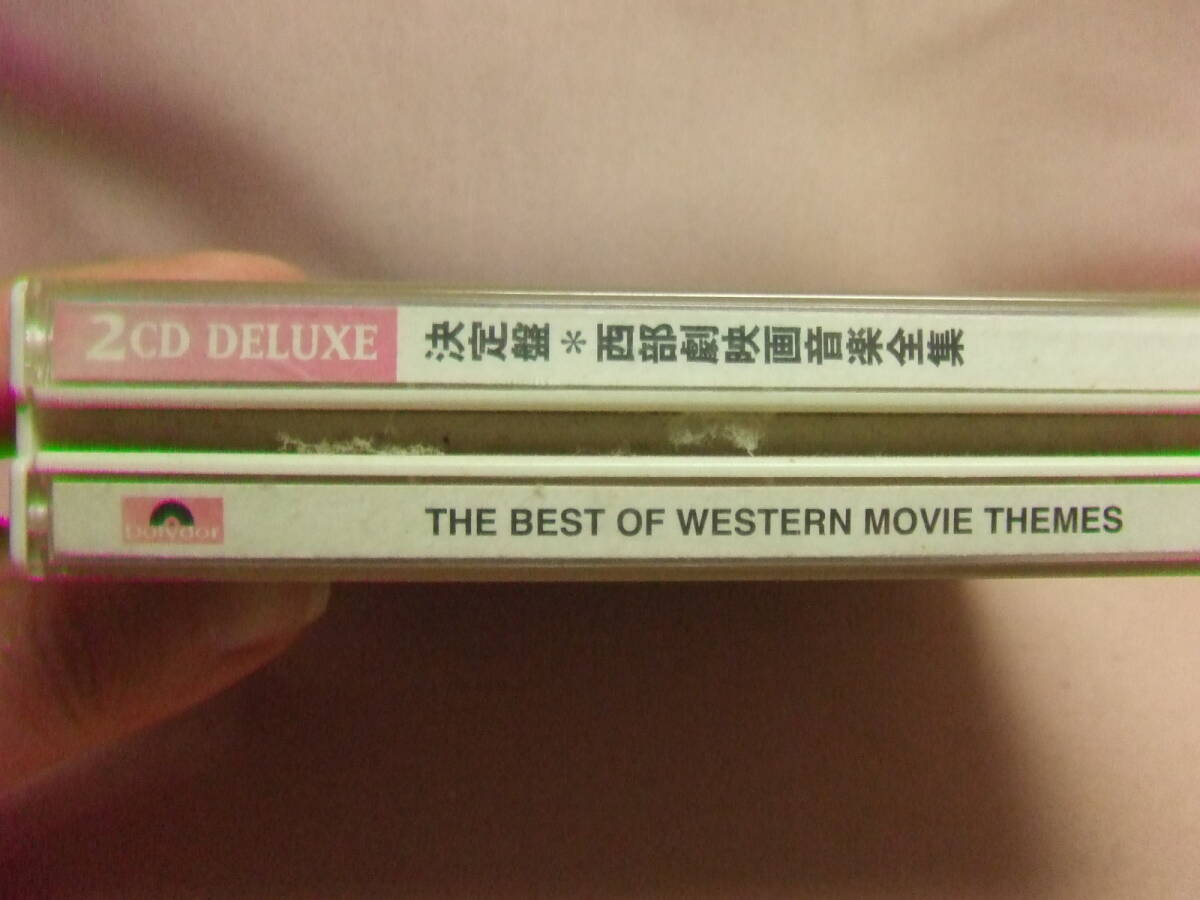 2CD DELUXE 決定盤*西部劇映画音楽全集
Polydor THE BEST OF WESTERN MOVIE THEMES